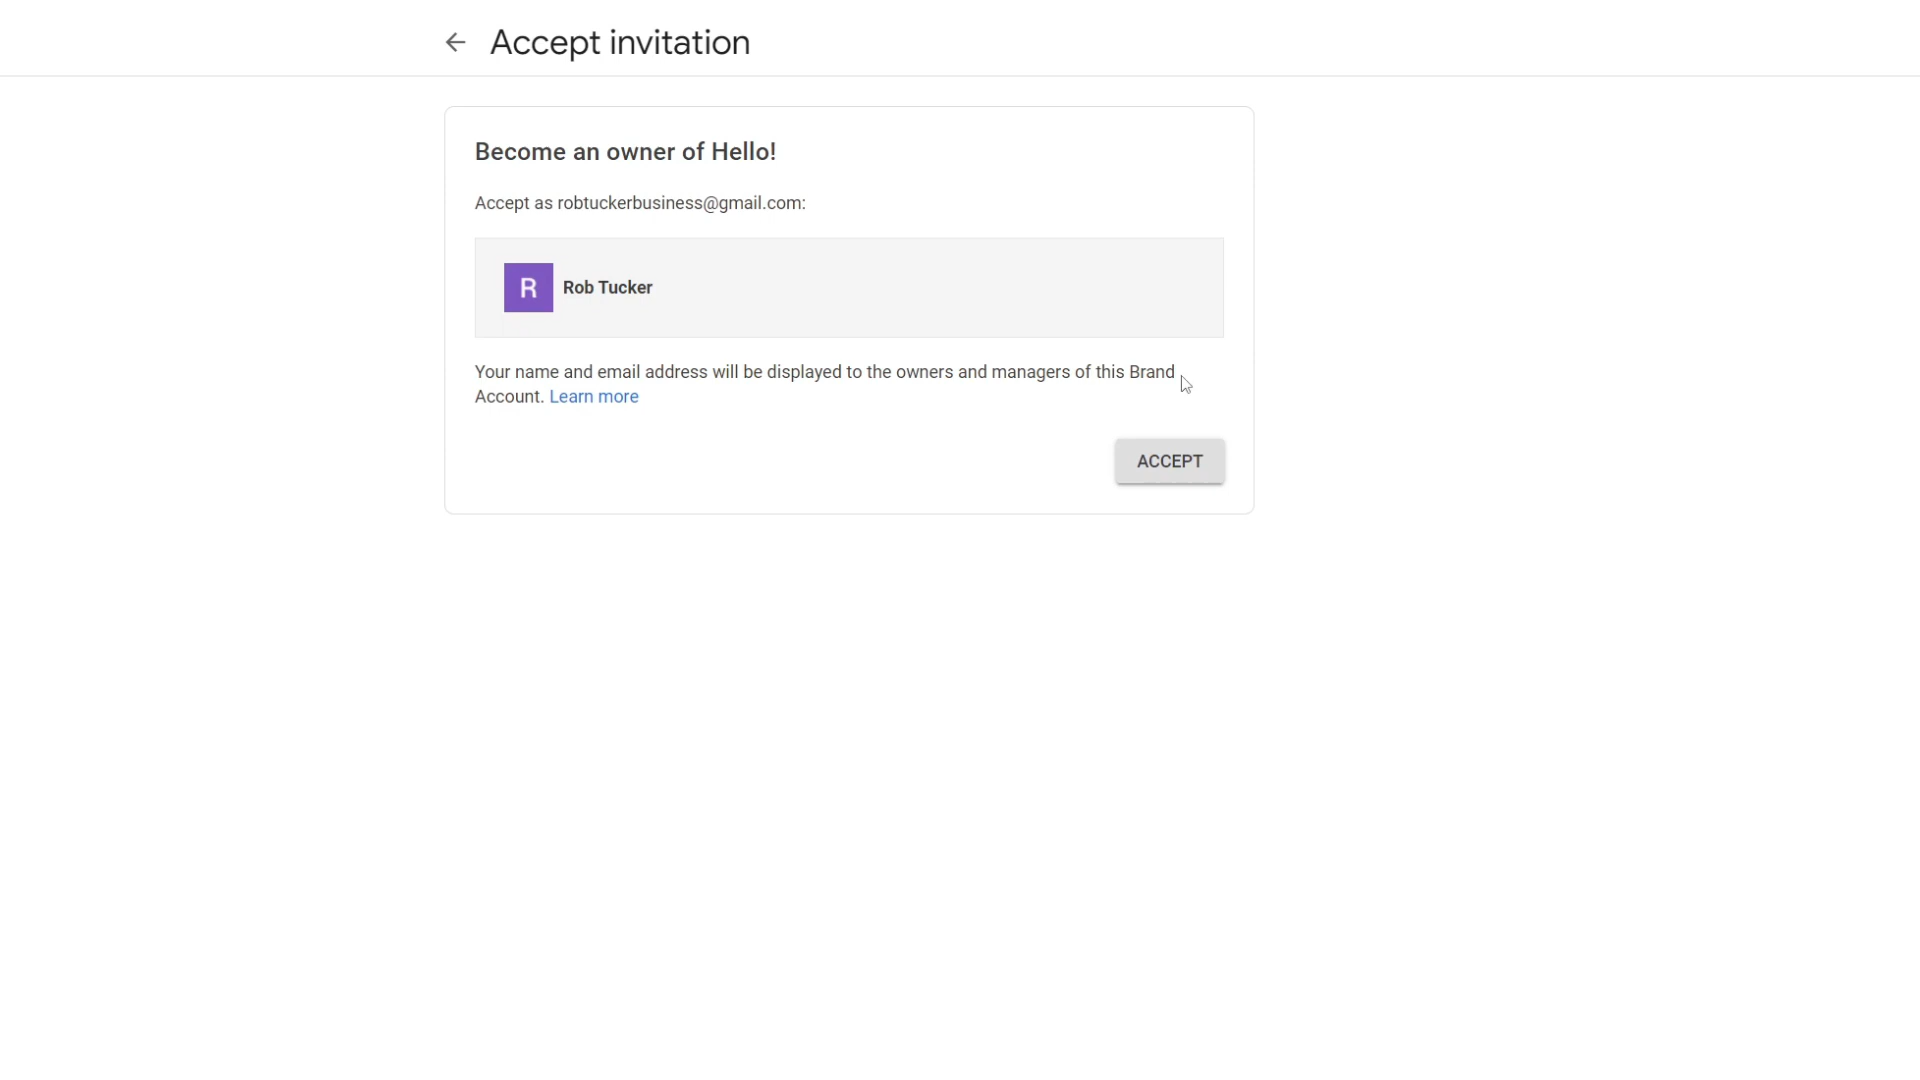 Accept invitation
Become an owner of Hello!
Accept as robtuckerbusiness@gmail.com:
R Rob Tucker
Your name and email address will be displayed to the owners and managers of this Brand
Account. Learn more
ACCEPT